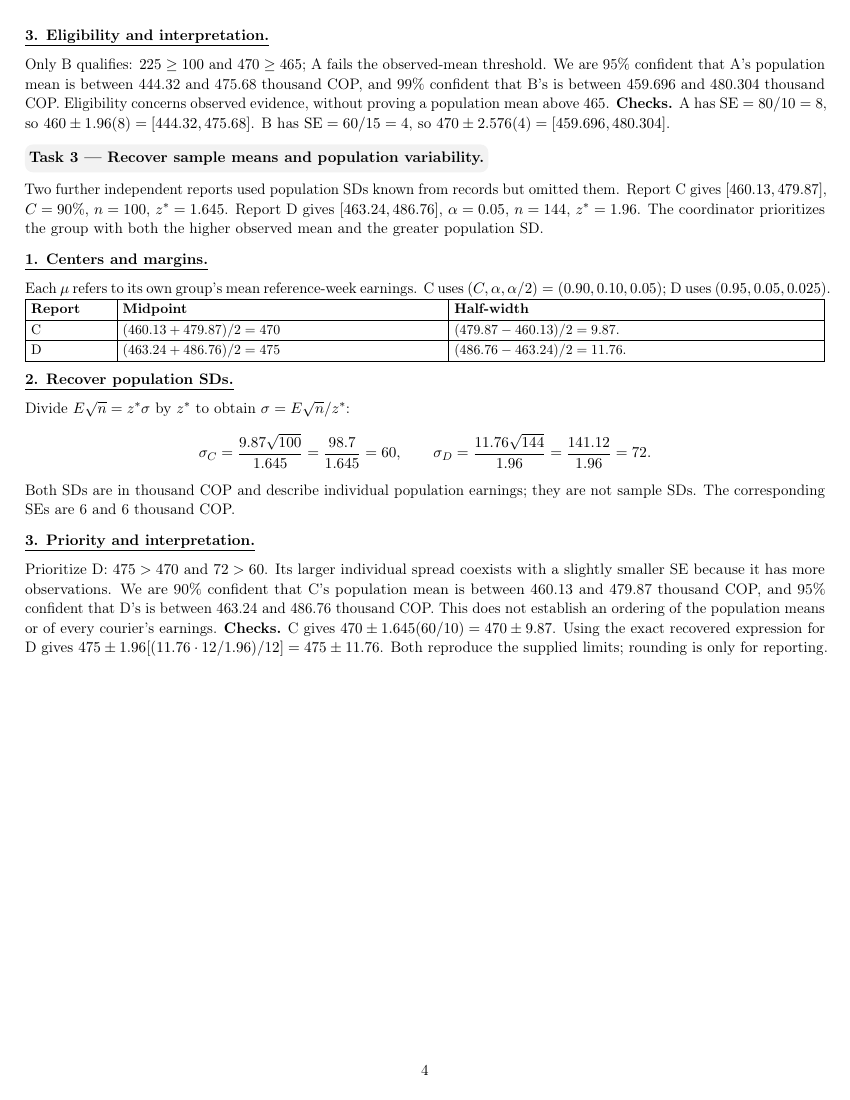 3. Eligibility and interpretation.
Only B qualifies: 225 ≥ 100 and 470 ≥ 465; A fails the observed-mean threshold. We are 95% confident that A's population
mean is between 444.32 and 475.68 thousand COP, and 99% confident that B's is between 459.696 and 480.304 thousand
COP. Eligibility concerns observed evidence, without proving a population mean above 465. Checks. A has SE = 80/10 = 8,
so 460 ± 1.96(8) = [444.32, 475.68]. B has SE = 60/15 = 4, so 470 ± 2.576(4) = [459.696, 480.304].
Task 3 — Recover sample means and population variability.
Two further independent reports used population SDs known from records but omitted them. Report C gives [460.13, 479.87],
C = 90%, n = 100, z* = 1.645. Report D gives [463.24, 486.76], α = 0.05, n = 144, z* = 1.96. The coordinator prioritizes
the group with both the higher observed mean and the greater population SD.
1. Centers and margins.
Each μ refers to its own group's mean reference-week earnings. C uses (C, α, α/2) = (0.90, 0.10, 0.05); D uses (0.95, 0.05, 0.025).
Report Midpoint Half-width
C (460.13 + 479.87)/2 = 470 (479.87 − 460.13)/2 = 9.87.
D (463.24 + 486.76)/2 = 475 (486.76 − 463.24)/2 = 11.76.
2. Recover population SDs.
Divide E√n = z*σ by z* to obtain σ = E√n/z*:
σ_C = 9.87√100/1.645 = 98.7/1.645 = 60, σ_D = 11.76√144/1.96 = 141.12/1.96 = 72.
Both SDs are in thousand COP and describe individual population earnings; they are not sample SDs. The corresponding
SEs are 6 and 6 thousand COP.
3. Priority and interpretation.
Prioritize D: 475 > 470 and 72 > 60. Its larger individual spread coexists with a slightly smaller SE because it has more
observations. We are 90% confident that C's population mean is between 460.13 and 479.87 thousand COP, and 95%
confident that D's is between 463.24 and 486.76 thousand COP. This does not establish an ordering of the population means
or of every courier's earnings. Checks. C gives 470 ± 1.645(60/10) = 470 ± 9.87. Using the exact recovered expression for
D gives 475 ± 1.96[(11.76 · 12/1.96)/12] = 475 ± 11.76. Both reproduce the supplied limits; rounding is only for reporting.
4